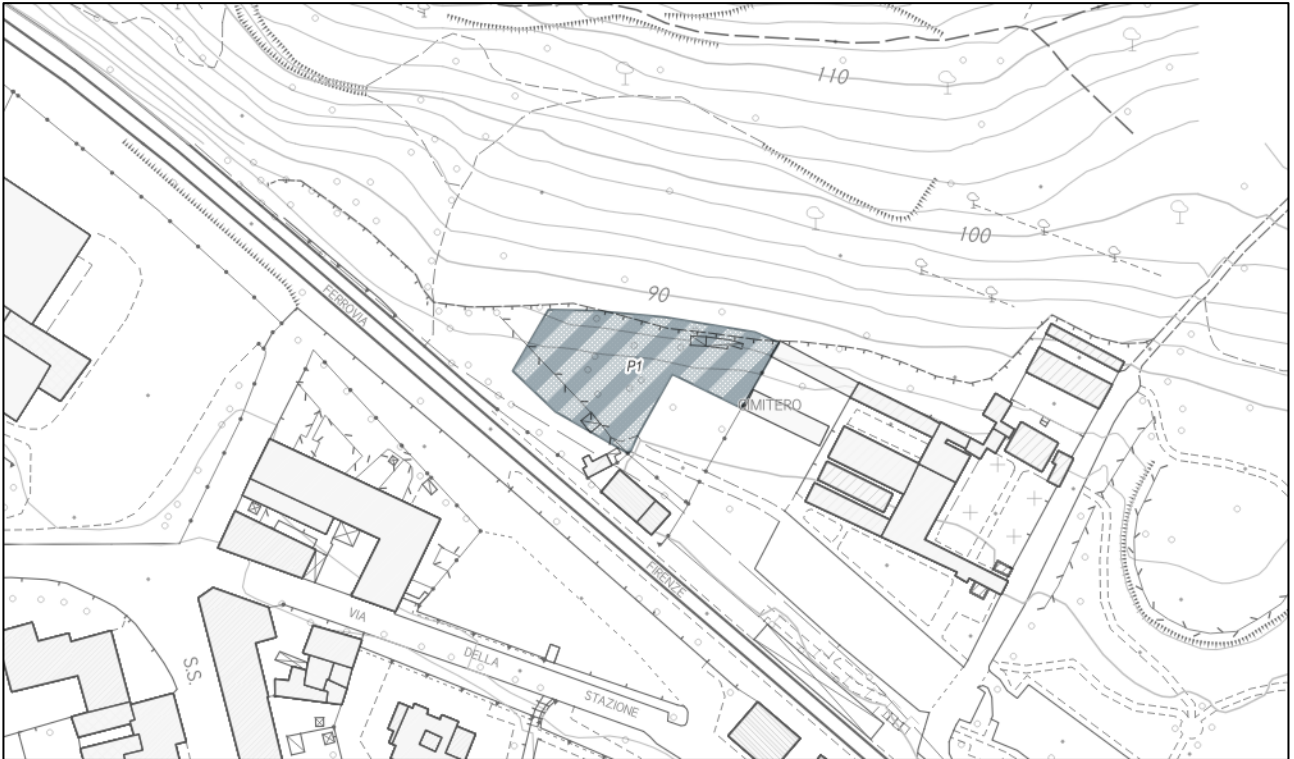 110
100
90
FERROVIA
P1
CIMITERO
FIRENZE
VIA
DELLA
STAZIONE
S.S.